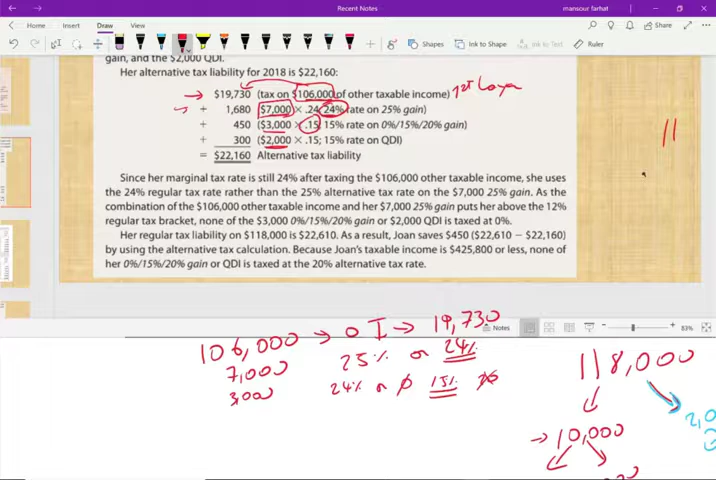 Recent Notes
mansour farhat
Home Insert Draw View
Share
Shapes Ink to Shape Ink to Text Ruler
gain, and the $2,000 QDI.
Her alternative tax liability for 2018 is $22,160:
$19,730 (tax on $106,000 of other taxable income) 1st Layer
+ 1,680 ($7,000 × .24; 24% rate on 25% gain)
+ 450 ($3,000 × .15; 15% rate on 0%/15%/20% gain)
+ 300 ($2,000 × .15; 15% rate on QDI)
= $22,160 Alternative tax liability
Since her marginal tax rate is still 24% after taxing the $106,000 other taxable income, she uses
the 24% regular tax rate rather than the 25% alternative tax rate on the $7,000 25% gain. As the
combination of the $106,000 other taxable income and her $7,000 25% gain puts her above the 12%
regular tax bracket, none of the $3,000 0%/15%/20% gain or $2,000 QDI is taxed at 0%.
Her regular tax liability on $118,000 is $22,610. As a result, Joan saves $450 ($22,610 − $22,160)
by using the alternative tax calculation. Because Joan's taxable income is $425,800 or less, none of
her 0%/15%/20% gain or QDI is taxed at the 20% alternative tax rate.
11
Notes
83%
106,000 → O I → 19,730
7,000 25% or 24%
3,000 24% or 0 15% 20
118,000
2,0
→ 10,000